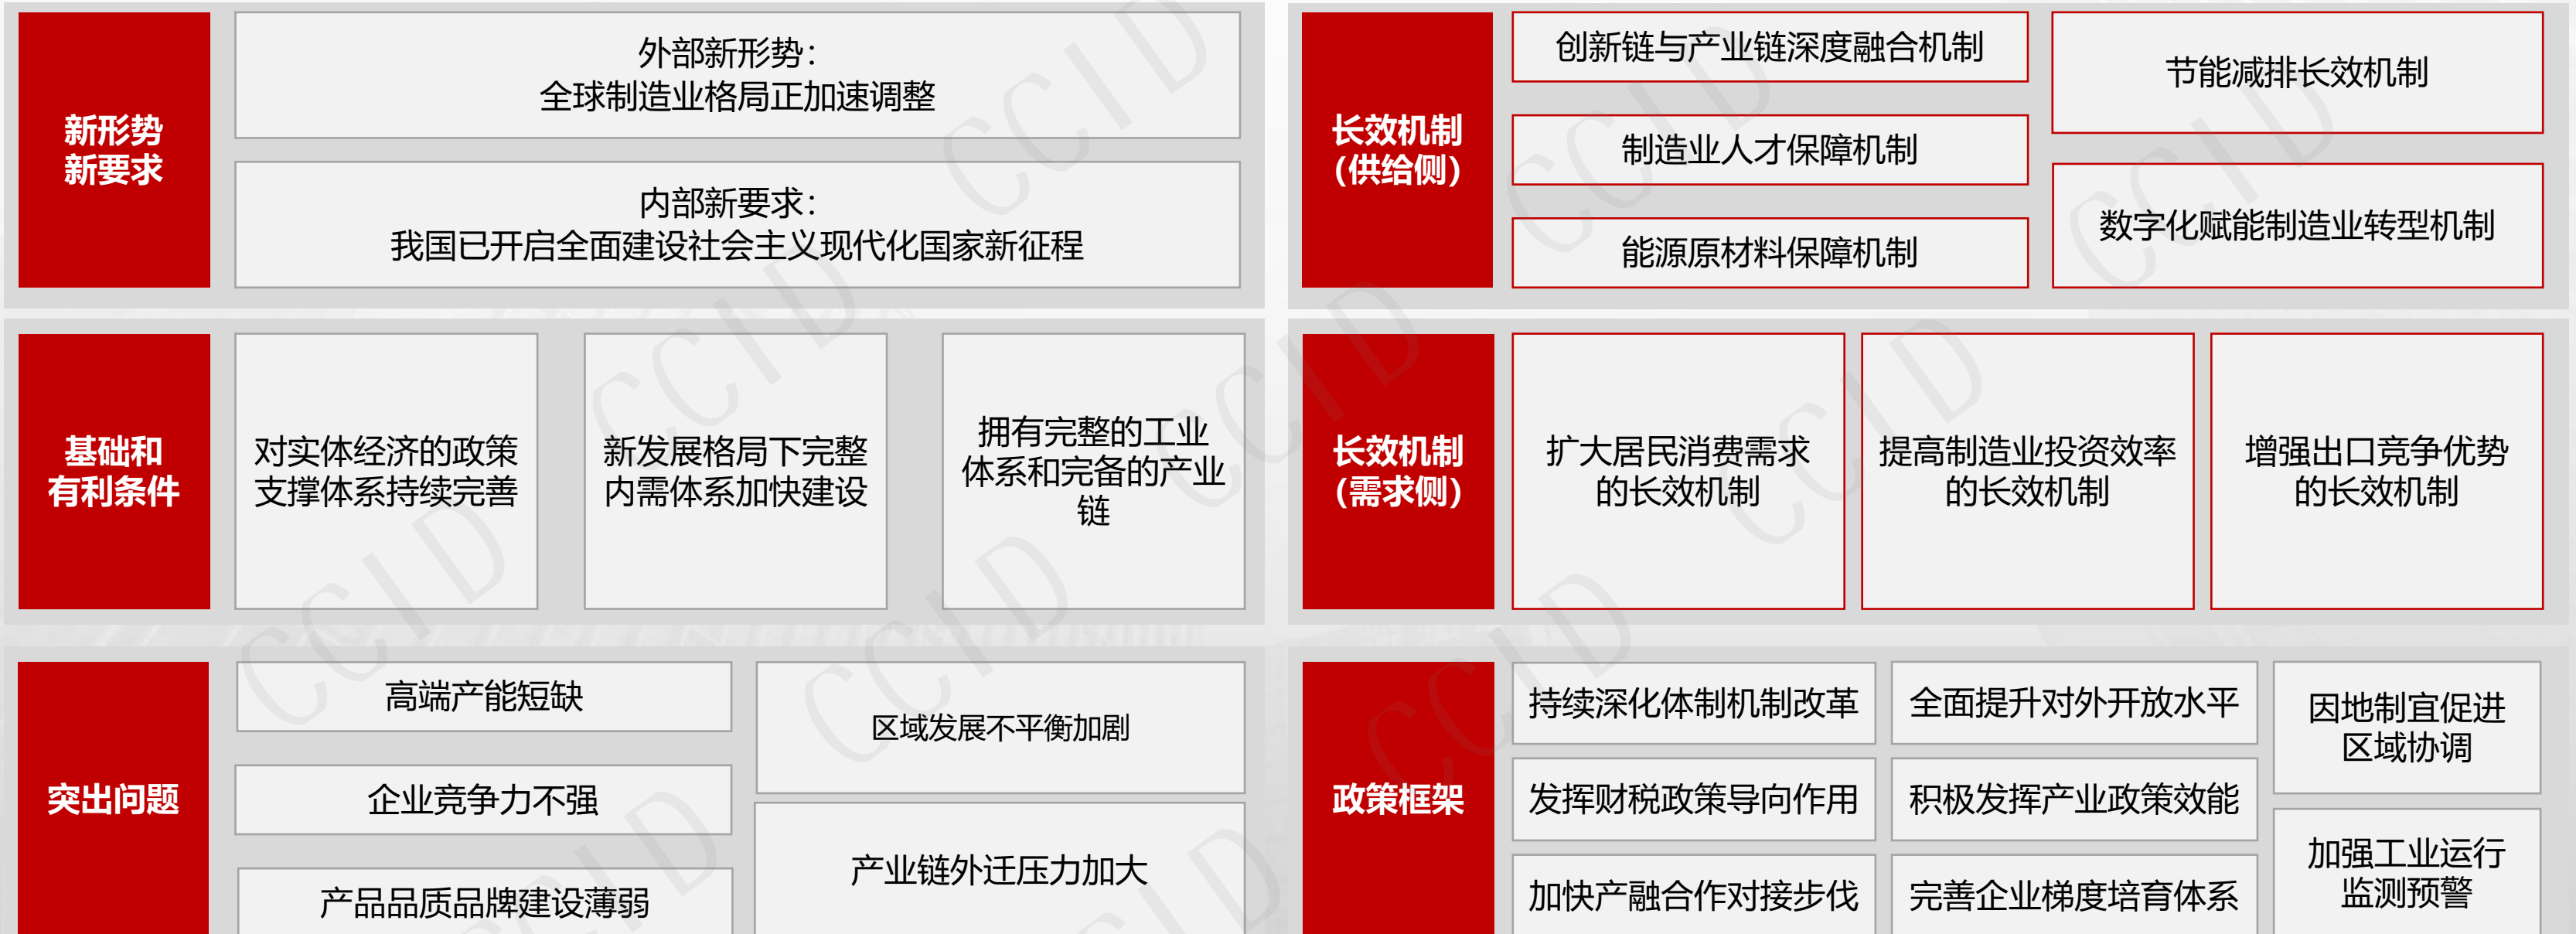 新形势
新要求
外部新形势：
全球制造业格局正加速调整
内部新要求：
我国已开启全面建设社会主义现代化国家新征程
基础和
有利条件
对实体经济的政策
支撑体系持续完善
新发展格局下完整
内需体系加快建设
拥有完整的工业
体系和完备的产业
链
突出问题
高端产能短缺
企业竞争力不强
产品品质品牌建设薄弱
区域发展不平衡加剧
产业链外迁压力加大
长效机制
（供给侧）
创新链与产业链深度融合机制
制造业人才保障机制
能源原材料保障机制
节能减排长效机制
数字化赋能制造业转型机制
长效机制
（需求侧）
扩大居民消费需求
的长效机制
提高制造业投资效率
的长效机制
增强出口竞争优势
的长效机制
政策框架
持续深化体制机制改革
发挥财税政策导向作用
加快产融合作对接步伐
全面提升对外开放水平
积极发挥产业政策效能
完善企业梯度培育体系
因地制宜促进
区域协调
加强工业运行
监测预警
CCID
CCID
CCID
CCID
CCID
CCID
CCID
CCID
CCID
CCID